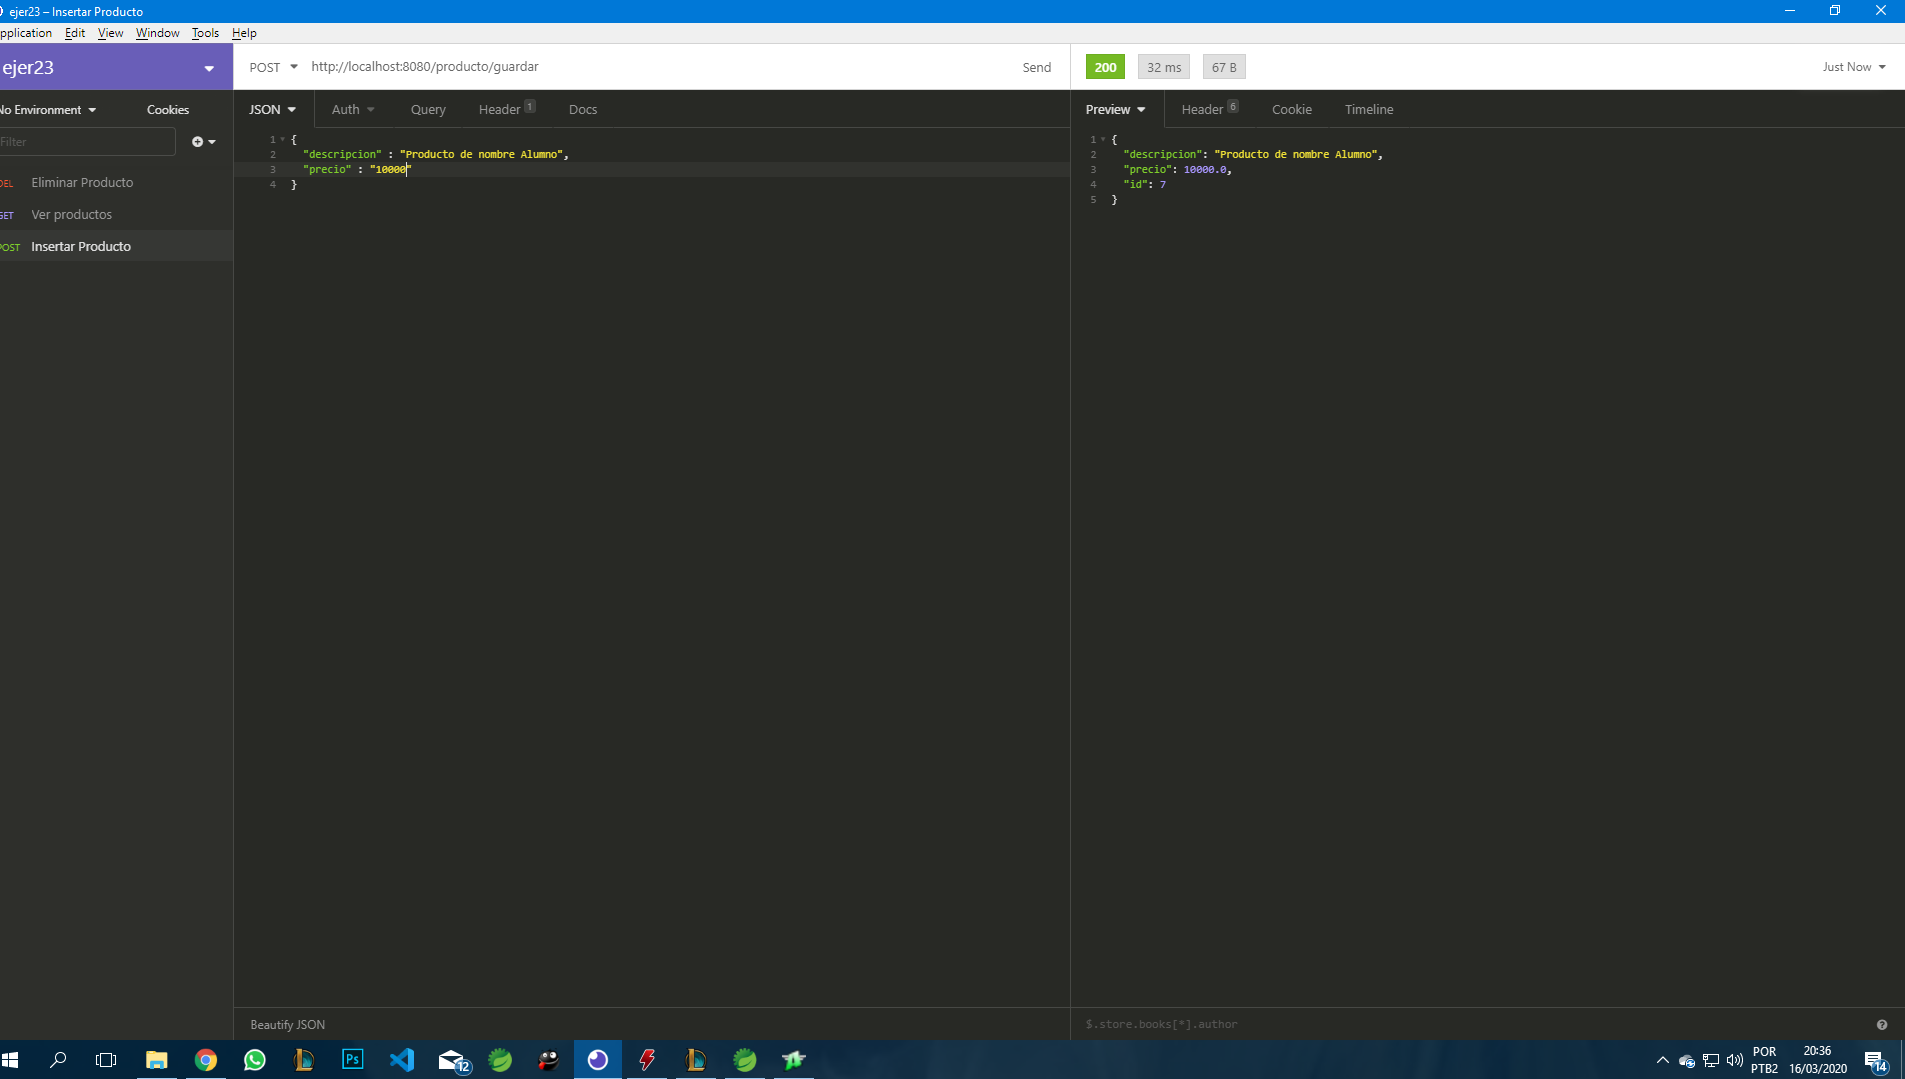 ejer23 – Insertar Producto
pplication Edit View Window Tools Help
ejer23
POST http://localhost:8080/producto/guardar Send
200 32 ms 67 B Just Now
No Environment Cookies
JSON Auth Query Header 1 Docs
Preview Header 6 Cookie Timeline
Filter
DEL Eliminar Producto
GET Ver productos
POST Insertar Producto
1 {
2 "descripcion" : "Producto de nombre Alumno",
3 "precio" : "10000"
4 }
1 {
2 "descripcion": "Producto de nombre Alumno",
3 "precio": 10000.0,
4 "id": 7
5 }
Beautify JSON
$.store.books[*].author
Ps
12
POR
PTB2
20:36
16/03/2020
14